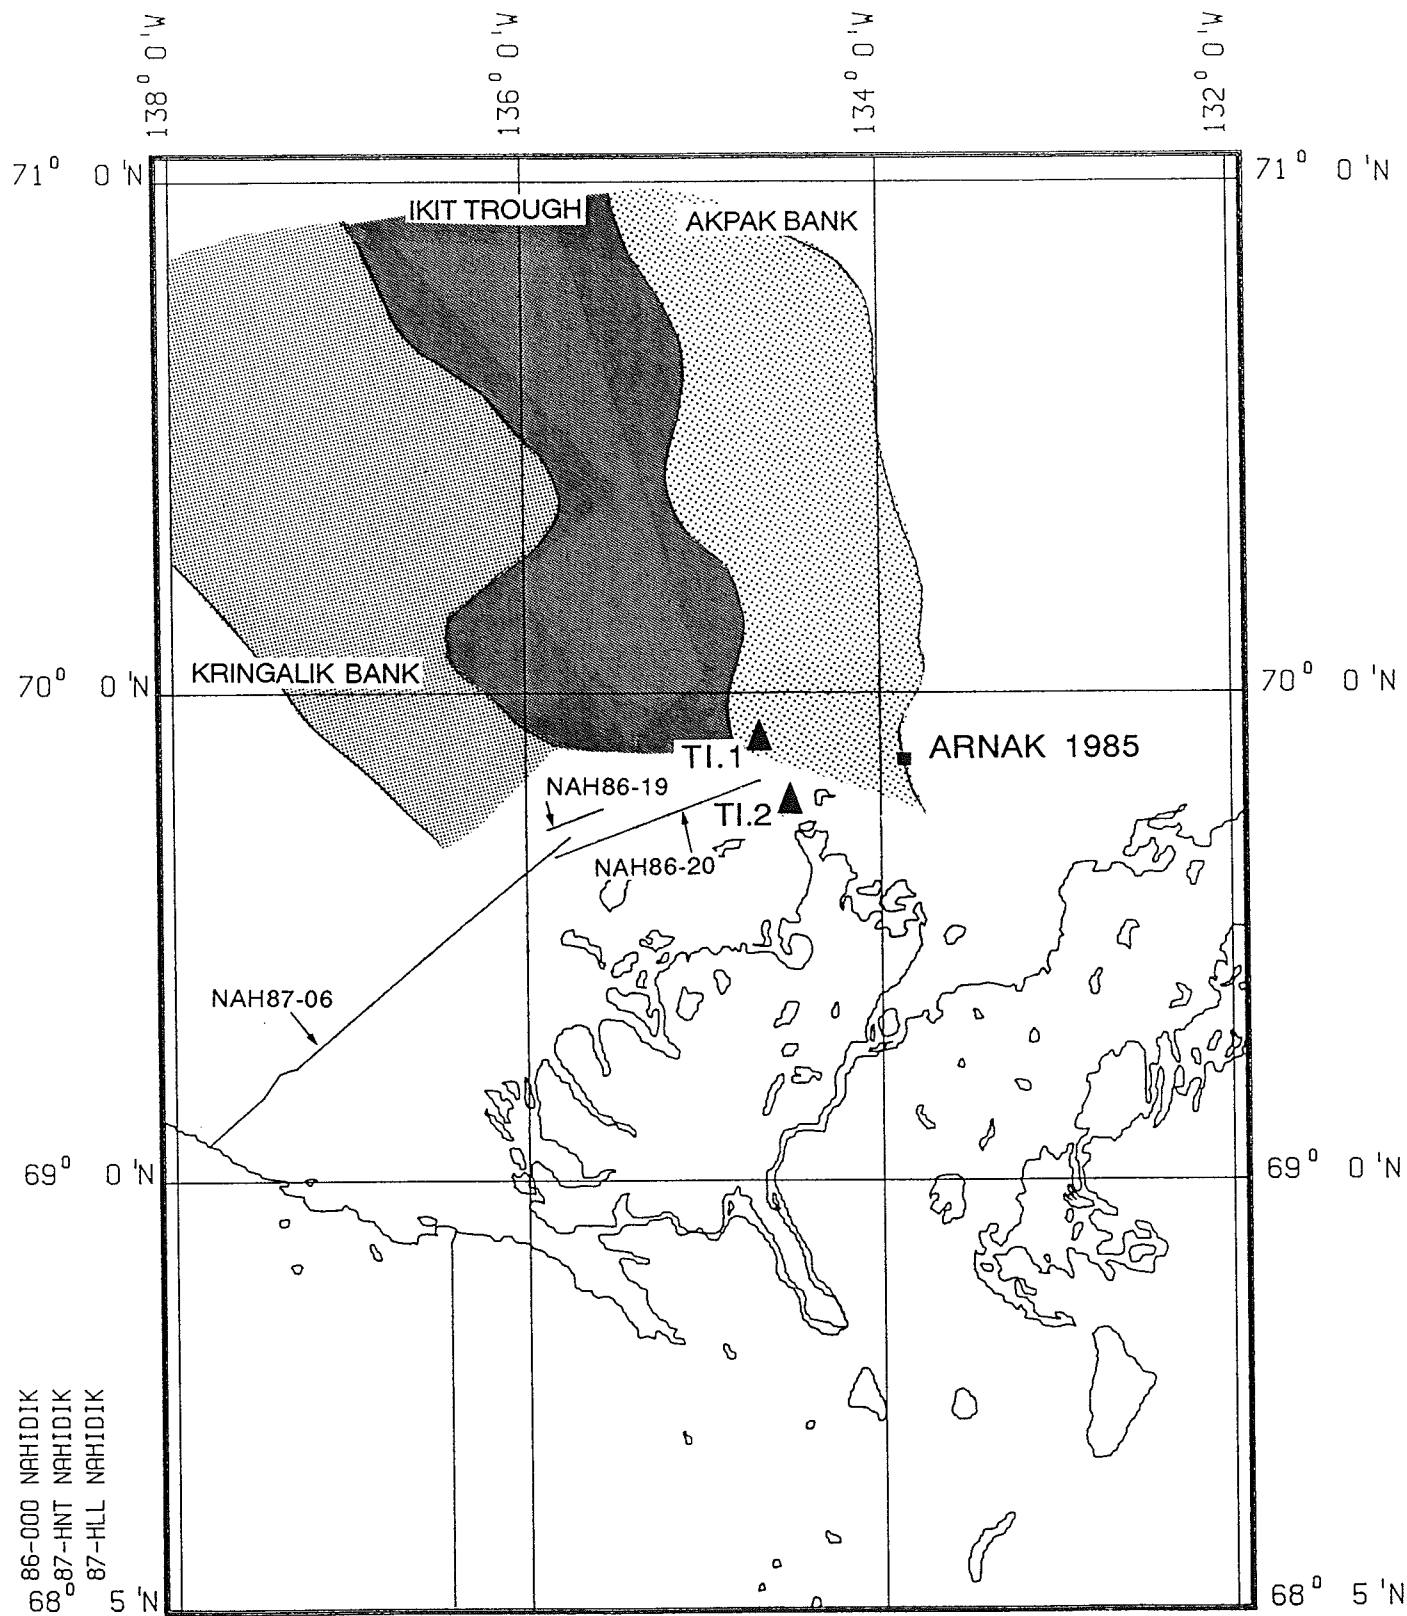 138° 0'W
136° 0'W
134° 0'W
132° 0'W
71° 0'N
71° 0'N
IKIT TROUGH
AKPAK BANK
KRINGALIK BANK
70° 0'N
70° 0'N
TI.1
ARNAK 1985
NAH86-19
TI.2
NAH86-20
NAH87-06
69° 0'N
69° 0'N
86-000 NAHIDIK
87-HNT NAHIDIK
87-HLL NAHIDIK
68° 5'N
68° 5'N